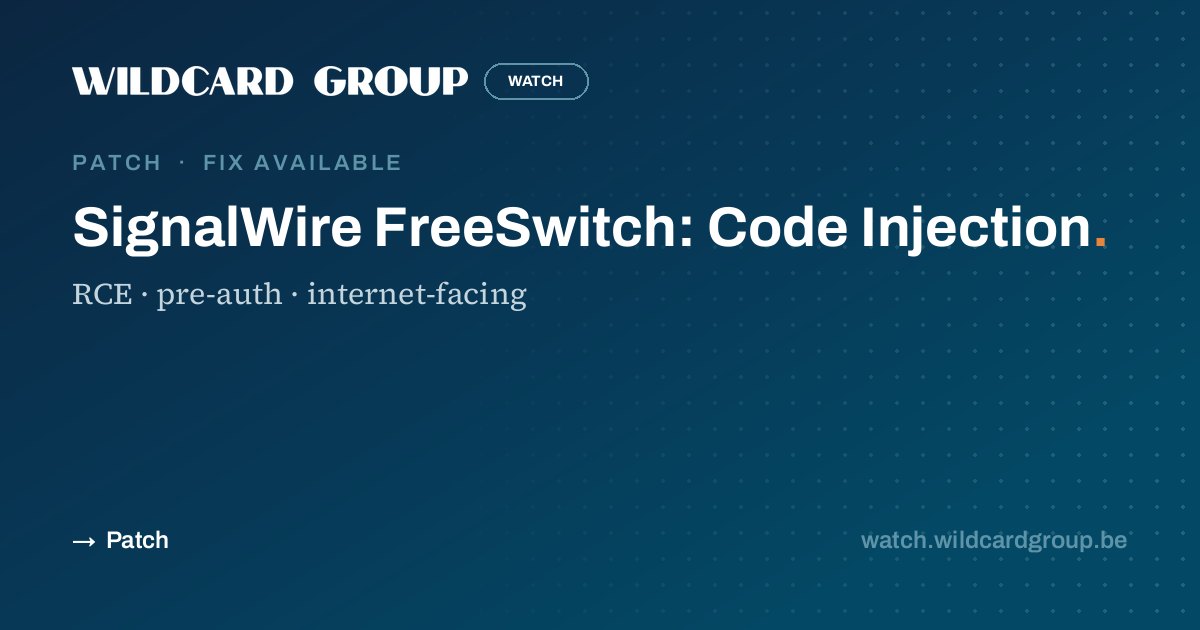 WILDCARD GROUP WATCH
PATCH · FIX AVAILABLE
SignalWire FreeSwitch: Code Injection.
RCE · pre-auth · internet-facing
→ Patch
watch.wildcardgroup.be